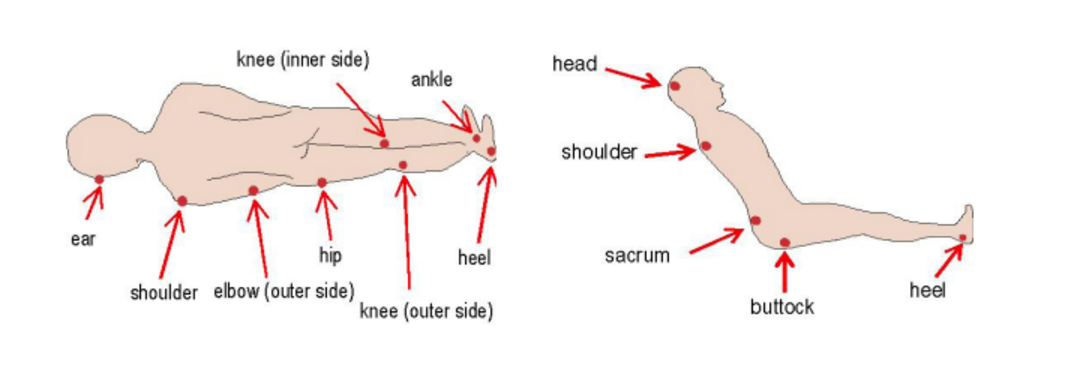 knee (inner side)
ankle
ear
shoulder
elbow (outer side)
hip
knee (outer side)
heel
head
shoulder
sacrum
buttock
heel